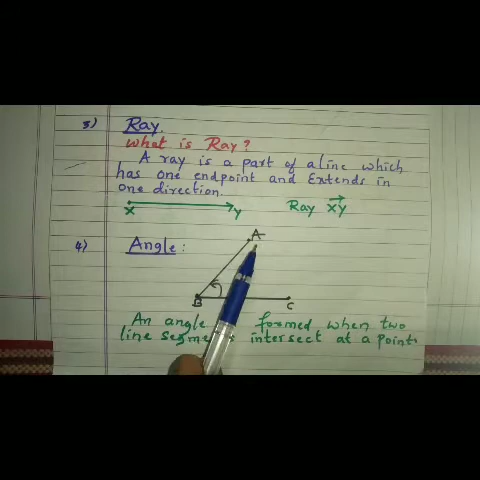 3) Ray.
What is Ray?
A ray is a part of a line which
has one endpoint and Extends in
one direction.
X Y Ray XY
4) Angle:
A
B C
An angle formed when two
line segme s intersect at a point.